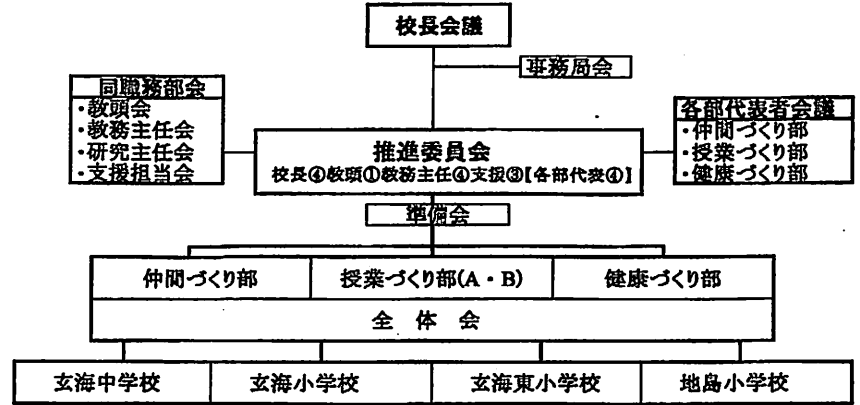 校長会議
事務局会
同職務部会
・教頭会
・教務主任会
・研究主任会
・支援担当会
推進委員会
校長④教頭①教務主任④支援③【各部代表④】
各部代表者会議
・仲間づくり部
・授業づくり部
・健康づくり部
準備会
仲間づくり部
授業づくり部(A・B)
健康づくり部
全 体 会
玄海中学校
玄海小学校
玄海東小学校
地島小学校